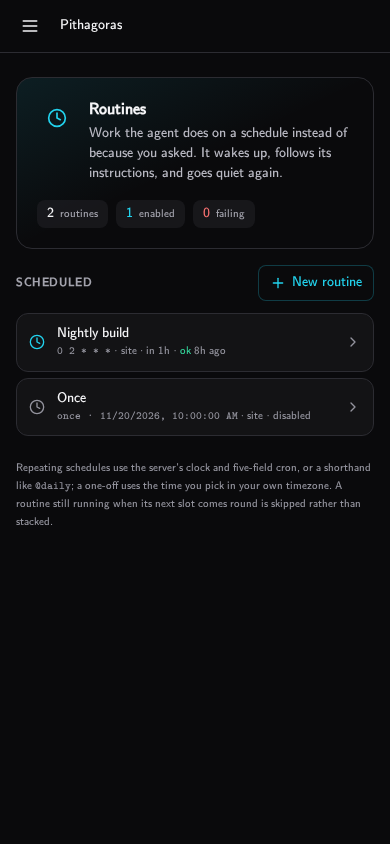 Pithagoras
Routines
Work the agent does on a schedule instead of
because you asked. It wakes up, follows its
instructions, and goes quiet again.
2 routines 1 enabled 0 failing
SCHEDULED
+ New routine
Nightly build
0 2 * * * · site · in 1h · ok 8h ago
Once
once · 11/20/2026, 10:00:00 AM · site · disabled
Repeating schedules use the server's clock and five-field cron, or a shorthand
like @daily; a one-off uses the time you pick in your own timezone. A
routine still running when its next slot comes round is skipped rather than
stacked.